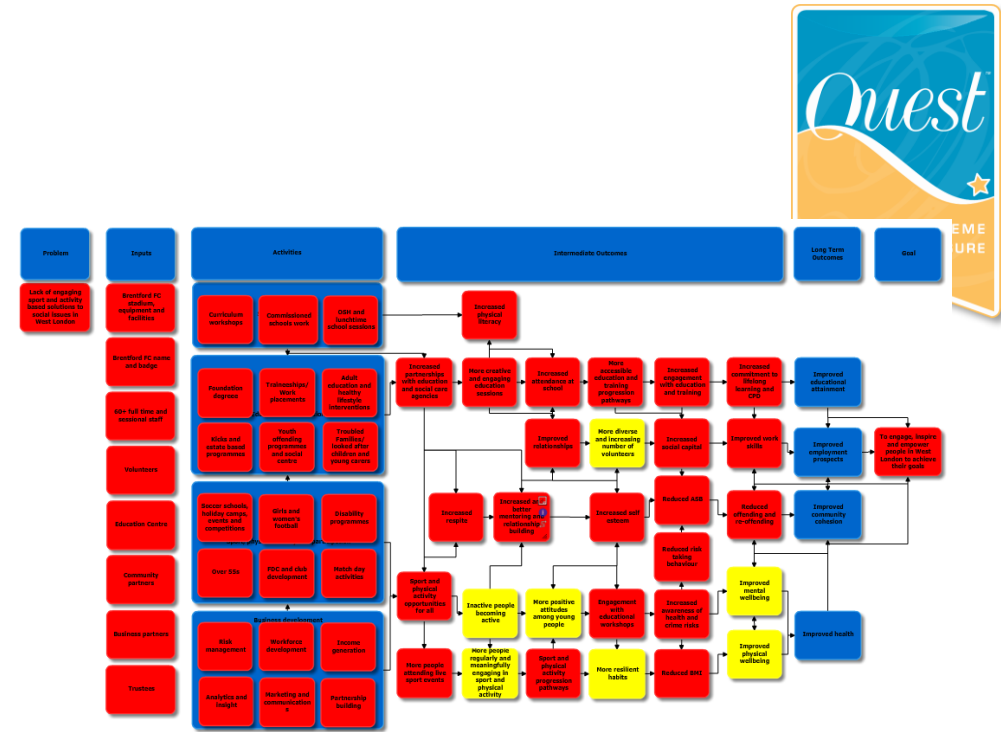 Quest
EME
URE
Problem
Inputs
Activities
Intermediate Outcomes
Long Term
Outcomes
Goal
Lack of engaging
sport and activity
based solutions to
social issues in
West London
Brentford FC
stadium,
equipment and
facilities
Brentford FC name
and badge
60+ full time and
sessional staff
Volunteers
Education Centre
Community
partners
Business partners
Trustees
Curriculum
workshops
Commissioned
schools work
OSH and
lunchtime
school sessions
Foundation
degrees
Traineeships/
Work
placements
Adult
education and
healthy
lifestyle
interventions
Kicks and
estate based
programme
Youth
offending
programme
and social
centre
Troubled
Families/
looked after
children and
young carers
Soccer schools,
holiday camps,
events and
competitions
Girls and
women's
football
Disability
programme
Over 55s
FDC and club
development
Match day
activities
Business development
Risk
management
Workforce
development
Income
generation
Analytics and
insight
Marketing and
communication
s
Partnership
building
Increased
physical
literacy
Increased
partnerships
with education
and social care
agencies
More creative
and engaging
education
sessions
Increased
attendance at
school
More
accessible
education and
training
progression
pathways
Increased
engagement
with education
and training
Increased
commitment to
lifelong
learning and
CPD
Improved
educational
attainment
Improved
relationships
More diverse
and increasing
number of
volunteers
Increased
social capital
Improved work
skills
Improved
employment
prospects
To engage, inspire
and empower
people in West
London to achieve
their goals
Increased
respite
Increased and
better
mentoring and
relationship
building
Increased self
esteem
Reduced ASB
Reduced
offending and
re-offending
Improved
community
cohesion
Reduced risk
taking
behaviour
Sport and
physical
activity
opportunities
for all
Inactive people
becoming
active
More positive
attitudes
among young
people
Engagement
with
educational
workshops
Increased
awareness of
health and
crime risks
Improved
mental
wellbeing
Improved health
More people
attending live
sport events
More people
regularly and
meaningfully
engaging in
sport and
physical
activity
Sport and
physical
activity
progression
pathways
More resilient
habits
Reduced BMI
Improved
physical
wellbeing